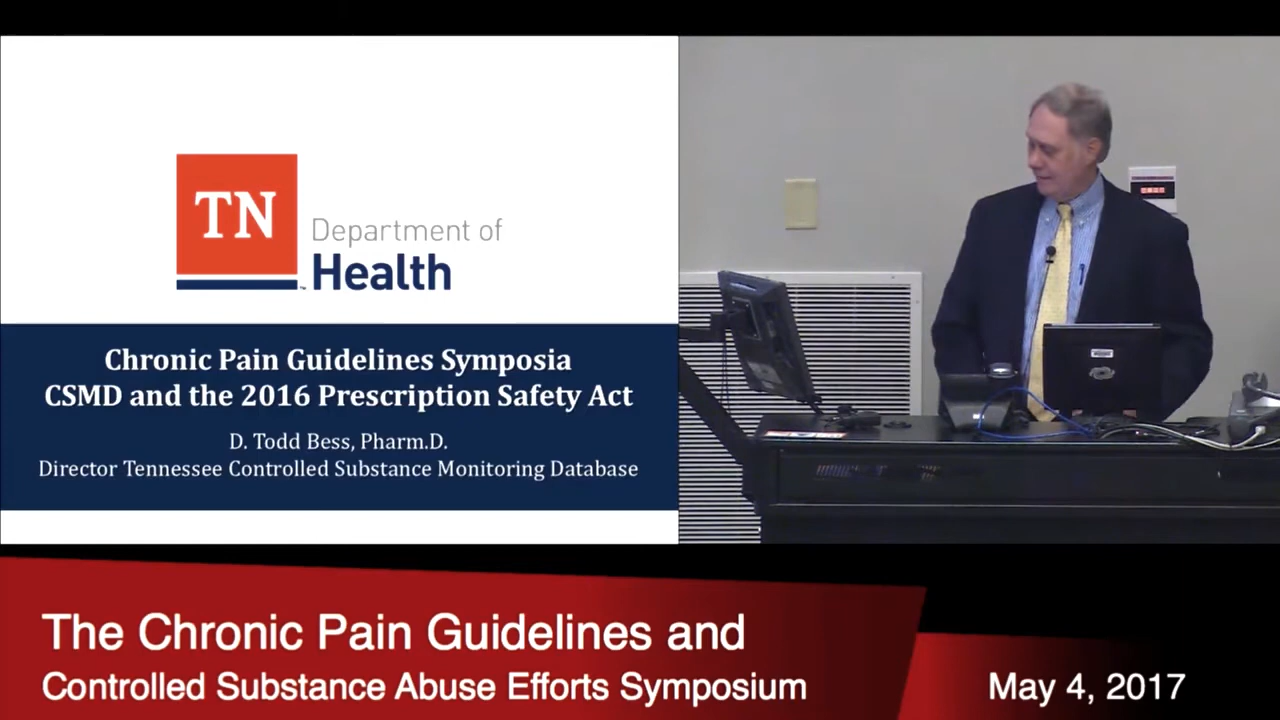 TN
Department of
Health
Chronic Pain Guidelines Symposia
CSMD and the 2016 Prescription Safety Act
D. Todd Bess, Pharm.D.
Director Tennessee Controlled Substance Monitoring Database
The Chronic Pain Guidelines and
Controlled Substance Abuse Efforts Symposium
May 4, 2017